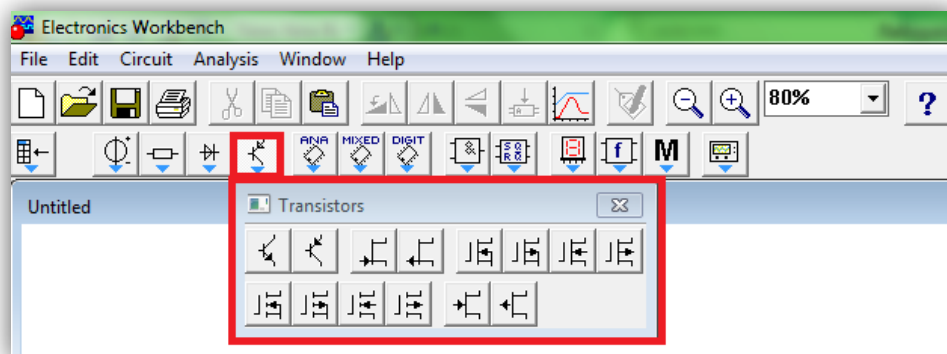 Electronics Workbench
File Edit Circuit Analysis Window Help
80% ?
ANA MIXED DIGIT & f M
Untitled
Transistors